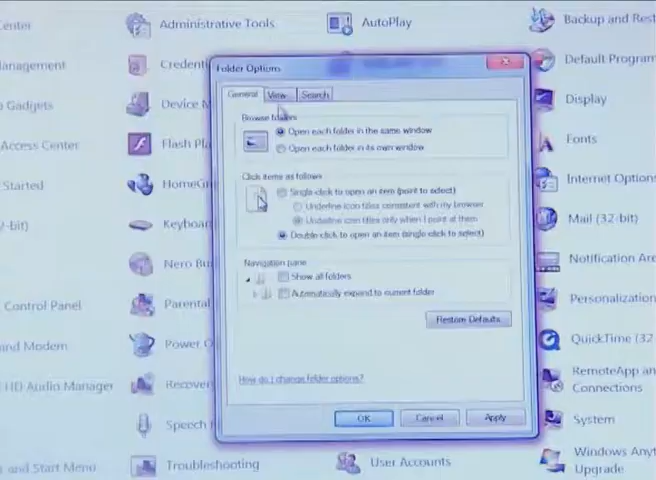 Center
Administrative Tools
AutoPlay
Backup and Rest
anagement
Credenti
Default Program
Gadgets
Device M
Display
Access Center
Flash Pl
Fonts
Started
HomeGr
Internet Options
-bit)
Keyboar
Mail (32-bit)
Nero Bu
Notification Are
Control Panel
Parental
Personalization
and Modem
Power O
QuickTime (32
HD Audio Manager
Recover
RemoteApp an
Connections
Speech
System
and Start Menu
Troubleshooting
User Accounts
Windows Anyt
Upgrade
Folder Options
General
View
Search
Browse folders
Open each folder in the same window
Open each folder in its own window
Click items as follows
Single-click to open an item (point to select)
Underline icon titles consistent with my browser
Underline icon titles only when I point at them
Double-click to open an item (single-click to select)
Navigation pane
Show all folders
Automatically expand to current folder
Restore Defaults
How do I change folder options?
OK
Cancel
Apply